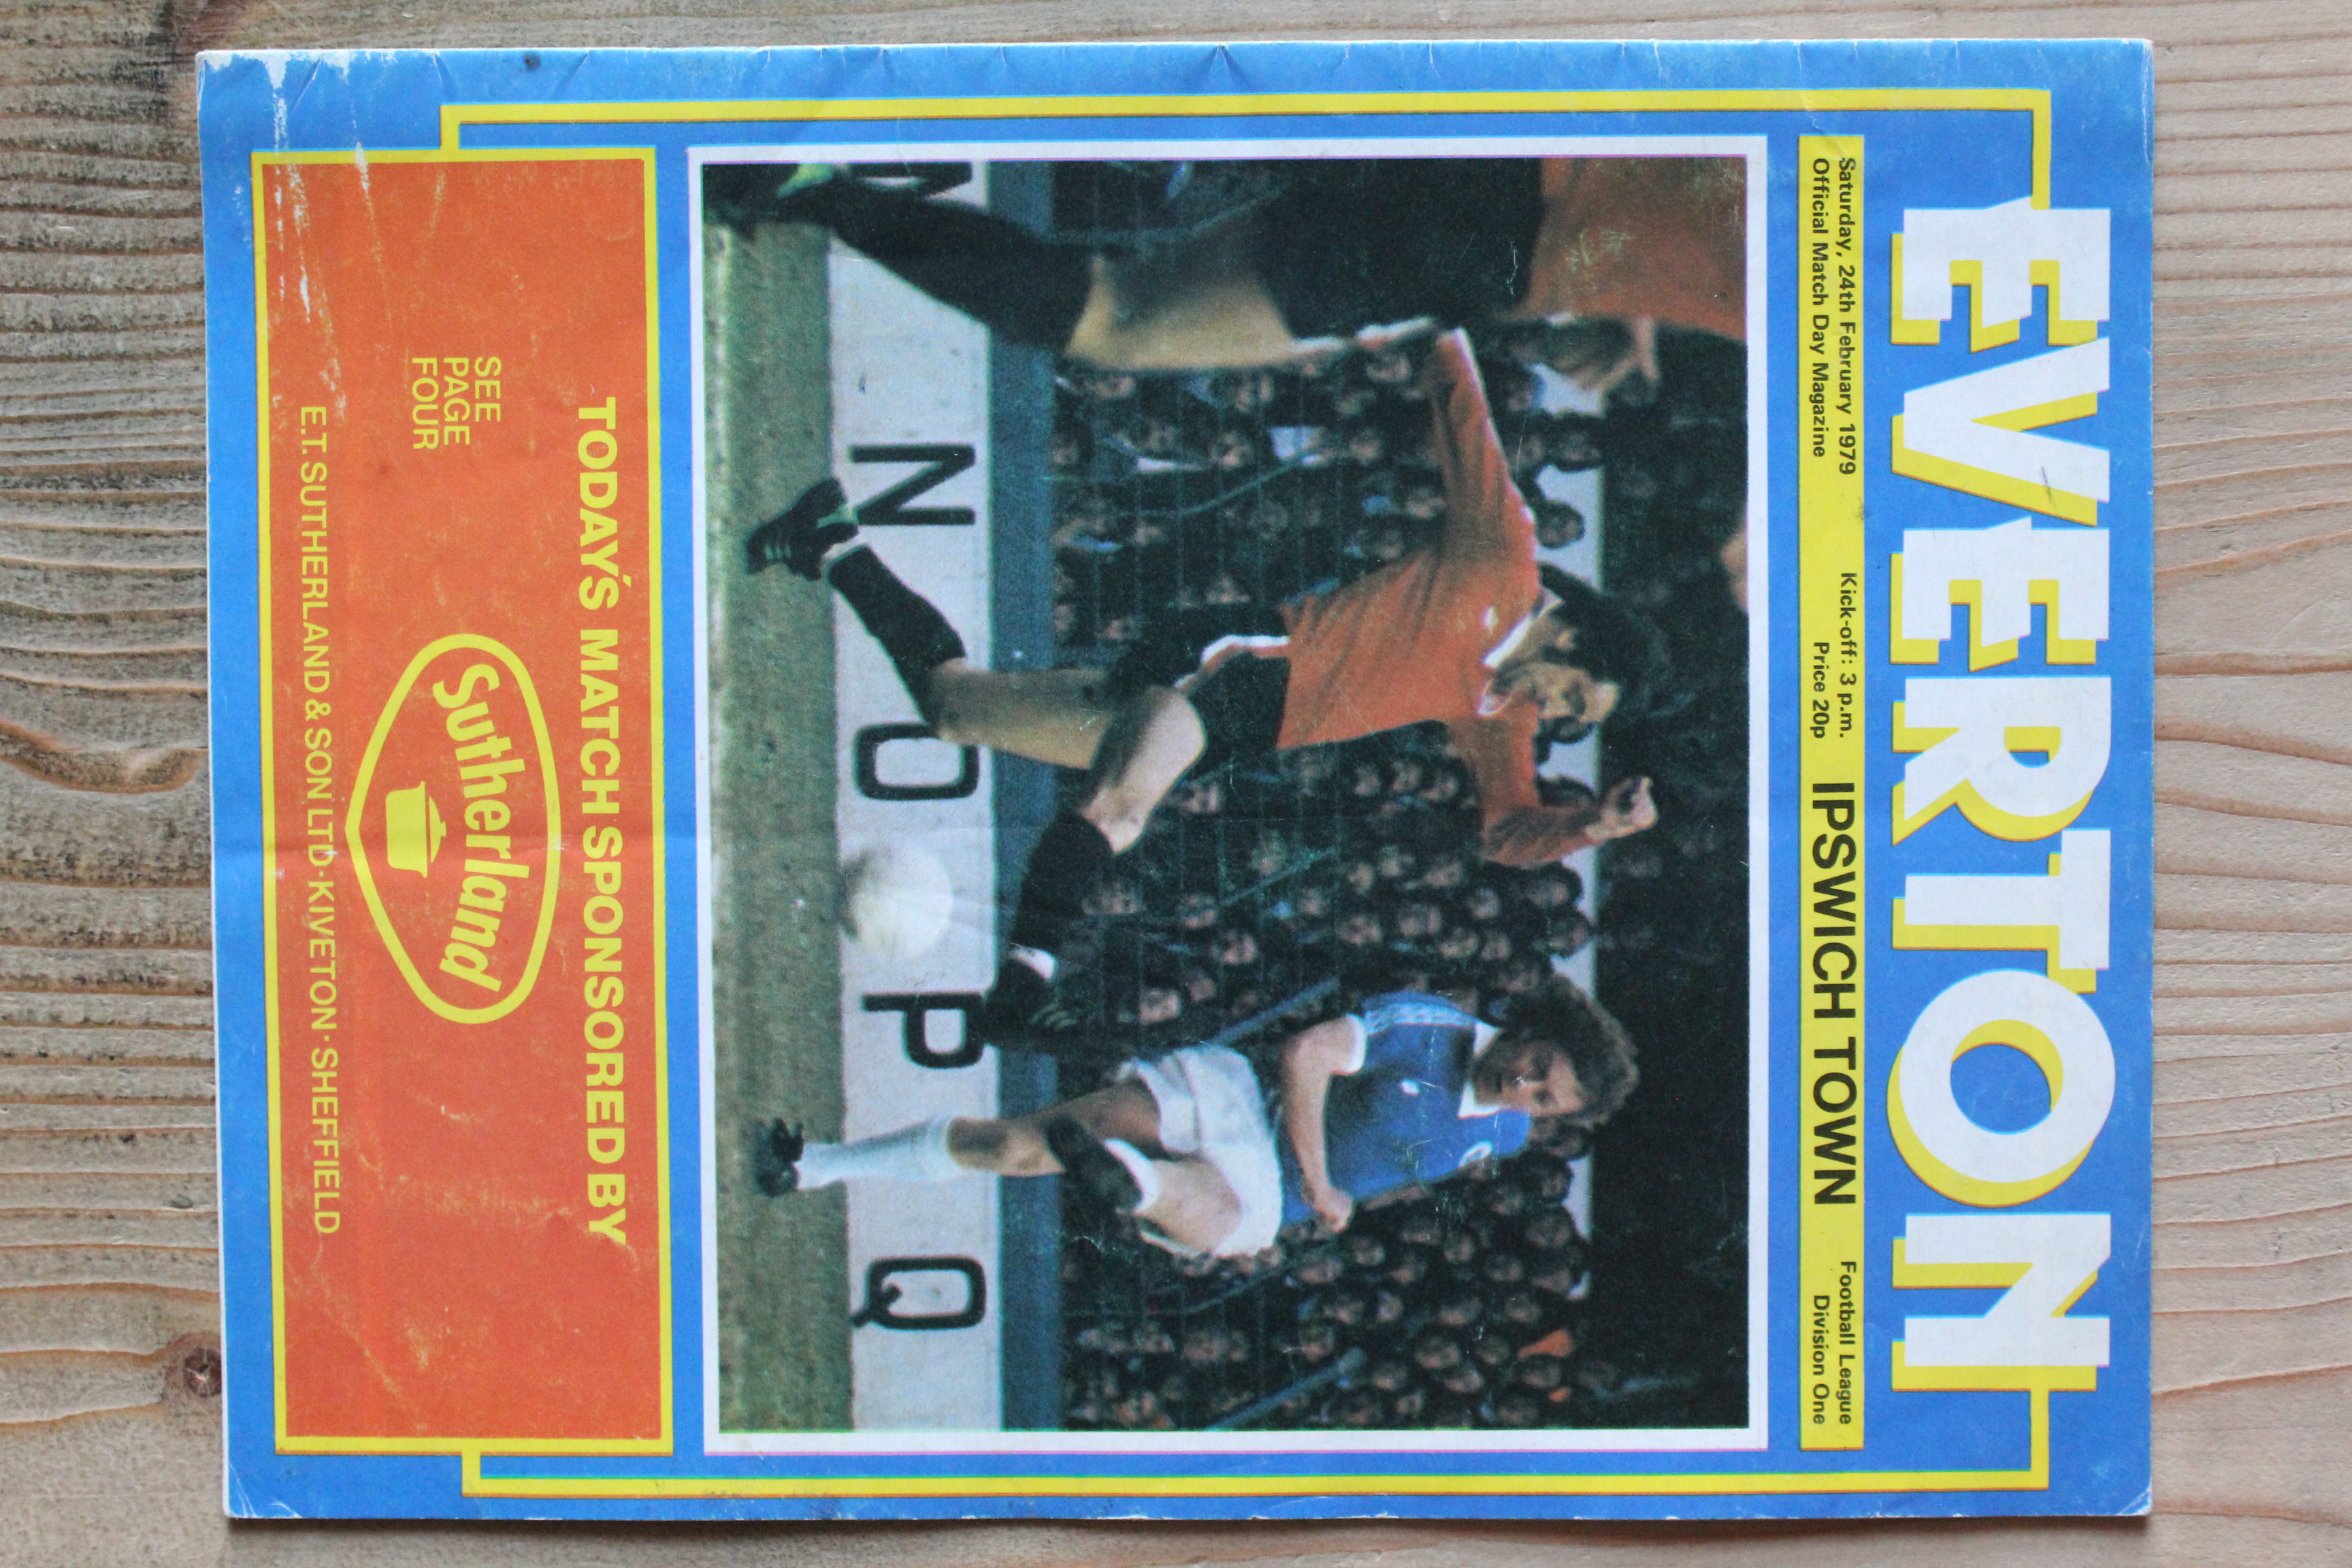 EVERTON
Saturday, 24th February 1979
Official Match Day Magazine
Kick-off: 3 p.m.
Price 20p
IPSWICH TOWN
Football League
Division One
N O P Q
TODAY'S MATCH SPONSORED BY
SEE
PAGE
FOUR
Sutherland
E.T. SUTHERLAND & SON LTD·KIVETON·SHEFFIELD